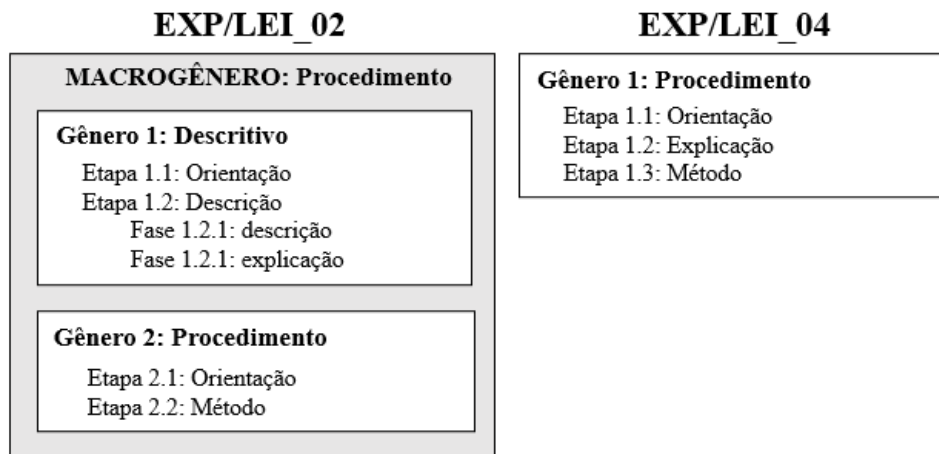 EXP/LEI_02
MACROGÊNERO: Procedimento
Gênero 1: Descritivo
Etapa 1.1: Orientação
Etapa 1.2: Descrição
Fase 1.2.1: descrição
Fase 1.2.1: explicação
Gênero 2: Procedimento
Etapa 2.1: Orientação
Etapa 2.2: Método
EXP/LEI_04
Gênero 1: Procedimento
Etapa 1.1: Orientação
Etapa 1.2: Explicação
Etapa 1.3: Método